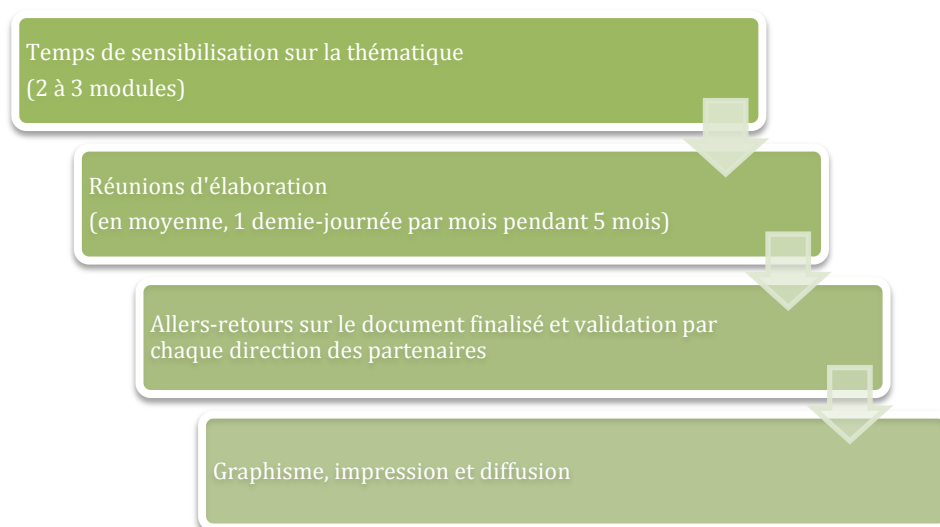 Temps de sensibilisation sur la thématique
(2 à 3 modules)
Réunions d'élaboration
(en moyenne, 1 demie-journée par mois pendant 5 mois)
Allers-retours sur le document finalisé et validation par
chaque direction des partenaires
Graphisme, impression et diffusion